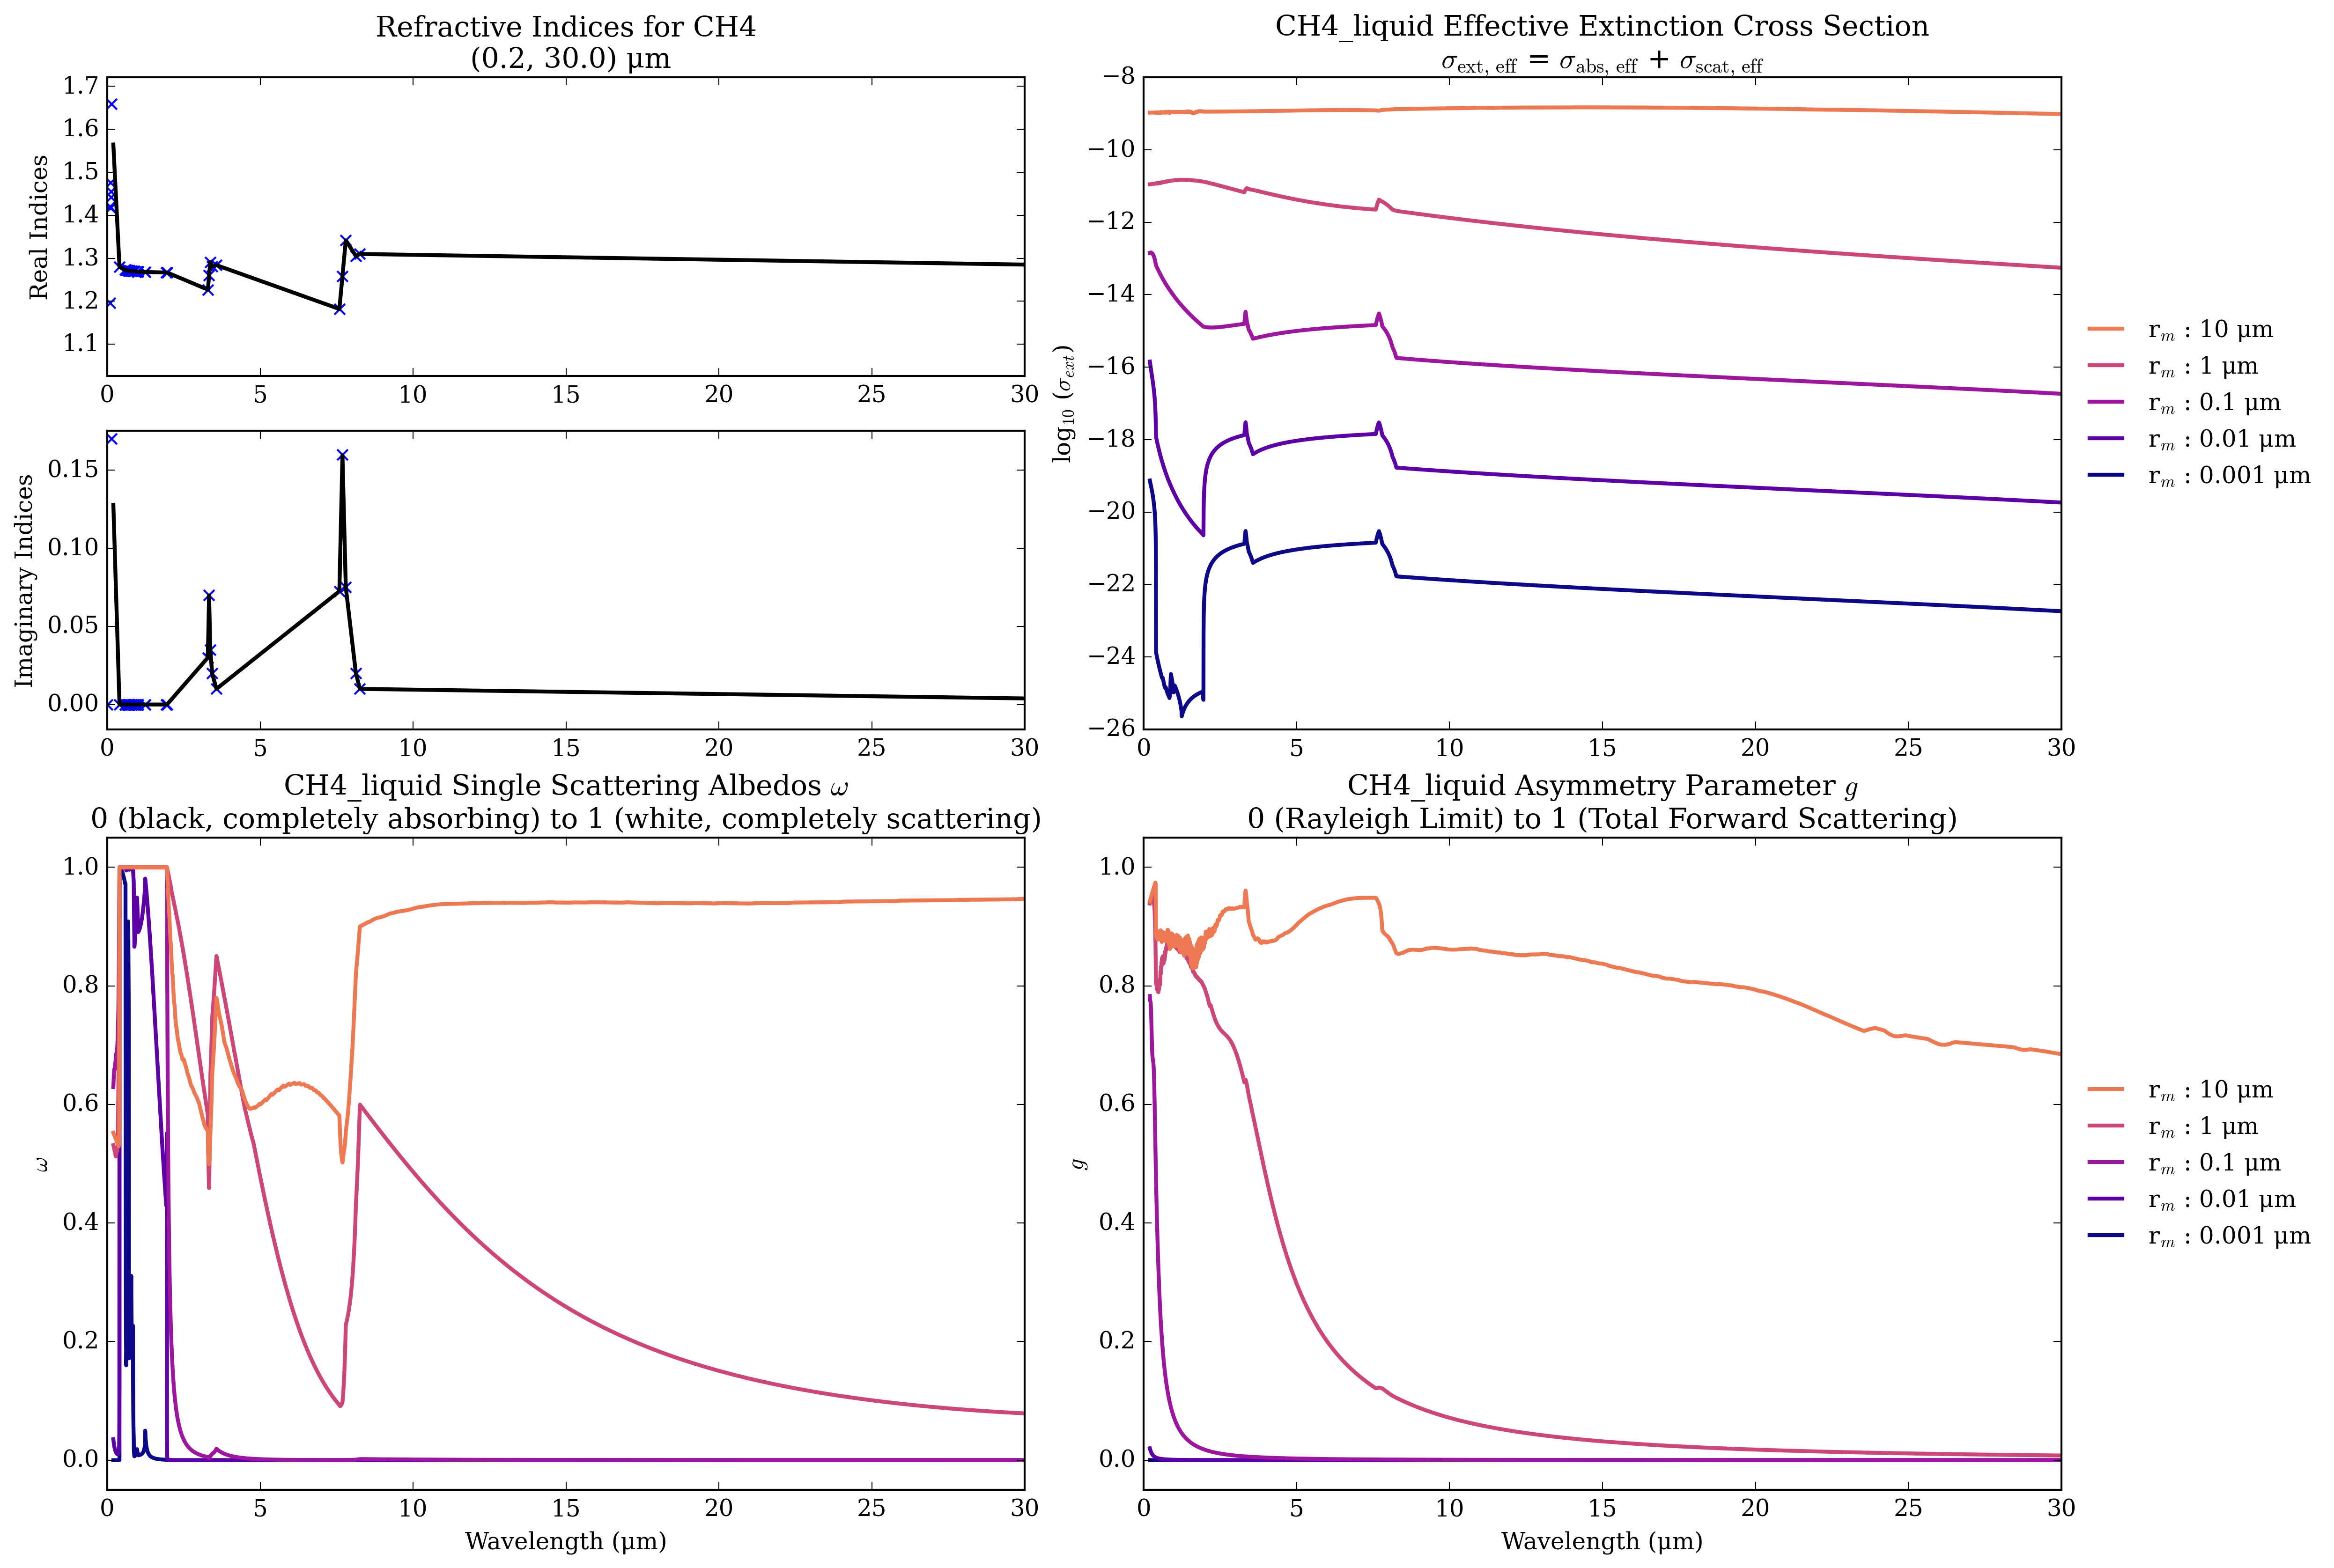 Refractive Indices for CH4
(0.2, 30.0) μm
Real Indices
1.7
1.6
1.5
1.4
1.3
1.2
1.1
0 5 10 15 20 25 30
Imaginary Indices
0.15
0.10
0.05
0.00
0 5 10 15 20 25 30
CH4_liquid Effective Extinction Cross Section
σext, eff = σabs, eff + σscat, eff
log10 (σext)
−8
−10
−12
−14
−16
−18
−20
−22
−24
−26
0 5 10 15 20 25 30
rm : 10 μm
rm : 1 μm
rm : 0.1 μm
rm : 0.01 μm
rm : 0.001 μm
CH4_liquid Single Scattering Albedos ω
0 (black, completely absorbing) to 1 (white, completely scattering)
ω
1.0
0.8
0.6
0.4
0.2
0.0
0 5 10 15 20 25 30
Wavelength (μm)
CH4_liquid Asymmetry Parameter g
0 (Rayleigh Limit) to 1 (Total Forward Scattering)
g
1.0
0.8
0.6
0.4
0.2
0.0
0 5 10 15 20 25 30
Wavelength (μm)
rm : 10 μm
rm : 1 μm
rm : 0.1 μm
rm : 0.01 μm
rm : 0.001 μm